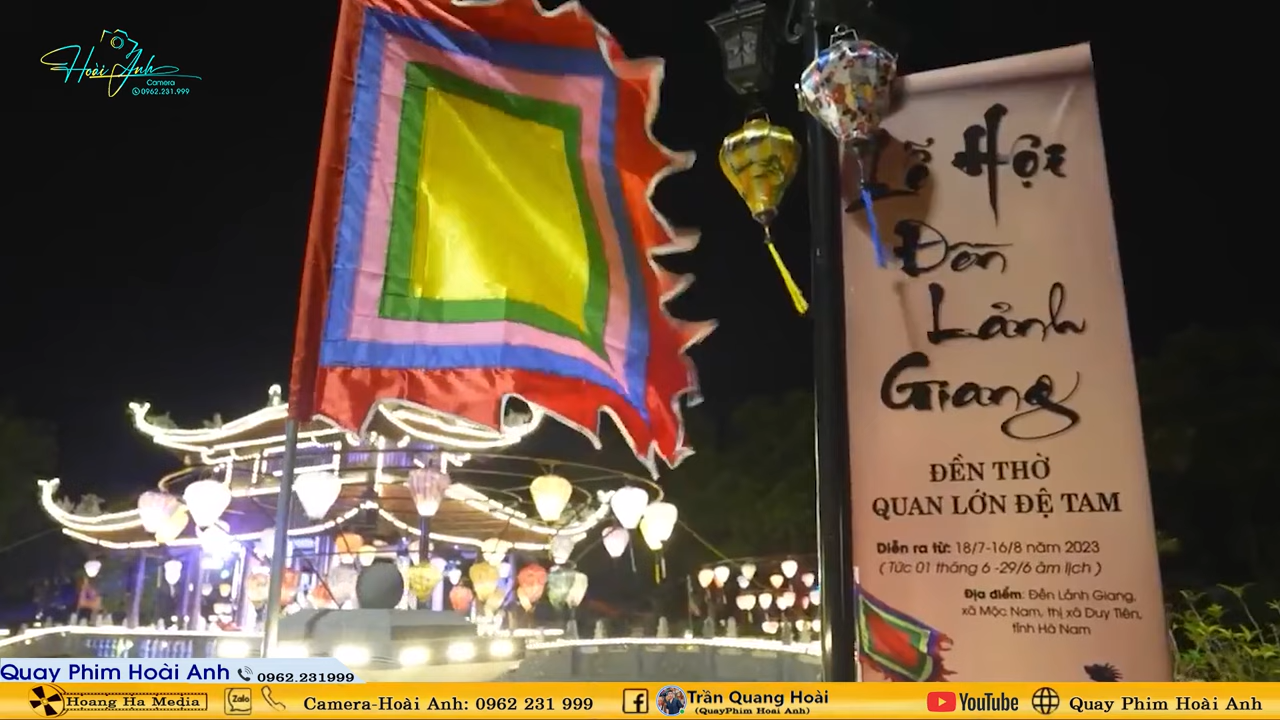 Hoài Anh
Camera
0962.231.999
Lễ Hội
Đền
Lảnh
Giang
ĐỀN THỜ
QUAN LỚN ĐỆ TAM
Diễn ra từ: 18/7-16/8 năm 2023
( Tức 01 tháng 6 -29/6 âm lịch )
Địa điểm: Đền Lảnh Giang,
xã Mộc Nam, thị xã Duy Tiên,
tỉnh Hà Nam
Quay Phim Hoài Anh 0962.231999
Hoang Ha Media
Zalo
Camera-Hoài Anh: 0962 231 999
Trần Quang Hoài
(QuayPhim Hoai Anh)
YouTube
Quay Phim Hoài Anh